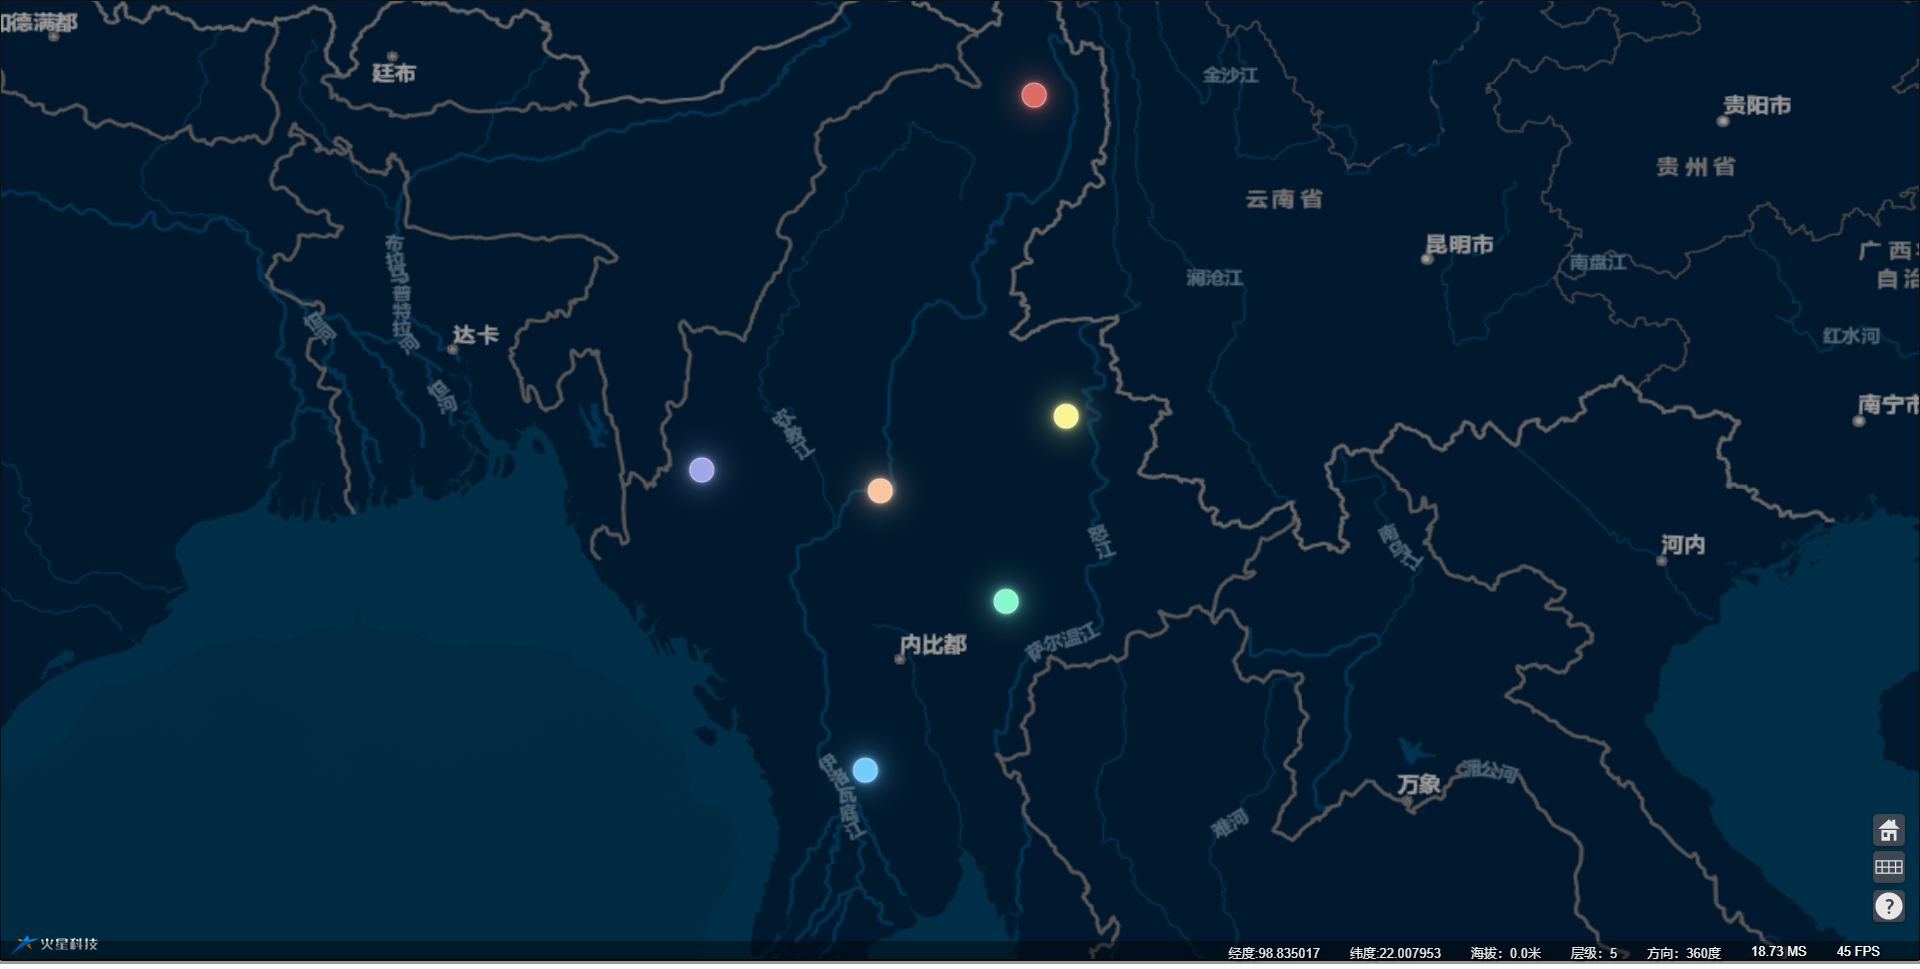 加德满都
廷布
金沙江
贵阳市
贵州省
云南省
昆明市
布拉马普特拉河
广西壮
自治
南盘江
澜沧江
恒河
达卡
红水河
恒河
南宁市
钦敦江
怒江
南乌江
河内
内比都
萨尔温江
伊洛瓦底江
万象
湄公河
难河
?
火星科技
经度:98.835017 纬度:22.007953 海拔: 0.0米 层级: 5 方向: 360度 18.73 MS 45 FPS